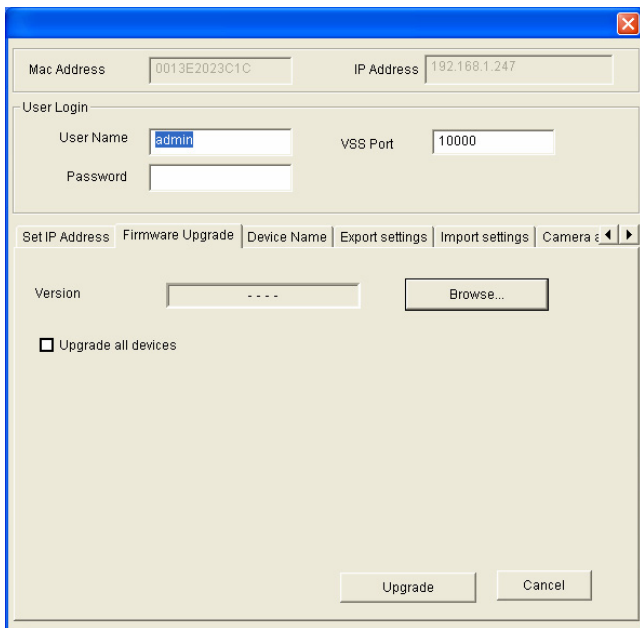 Mac Address 0013E2023C1C IP Address 192.168.1.247
User Login
User Name admin VSS Port 10000
Password
Set IP Address Firmware Upgrade Device Name Export settings Import settings Camera
Version - - - - Browse...
Upgrade all devices
Upgrade Cancel